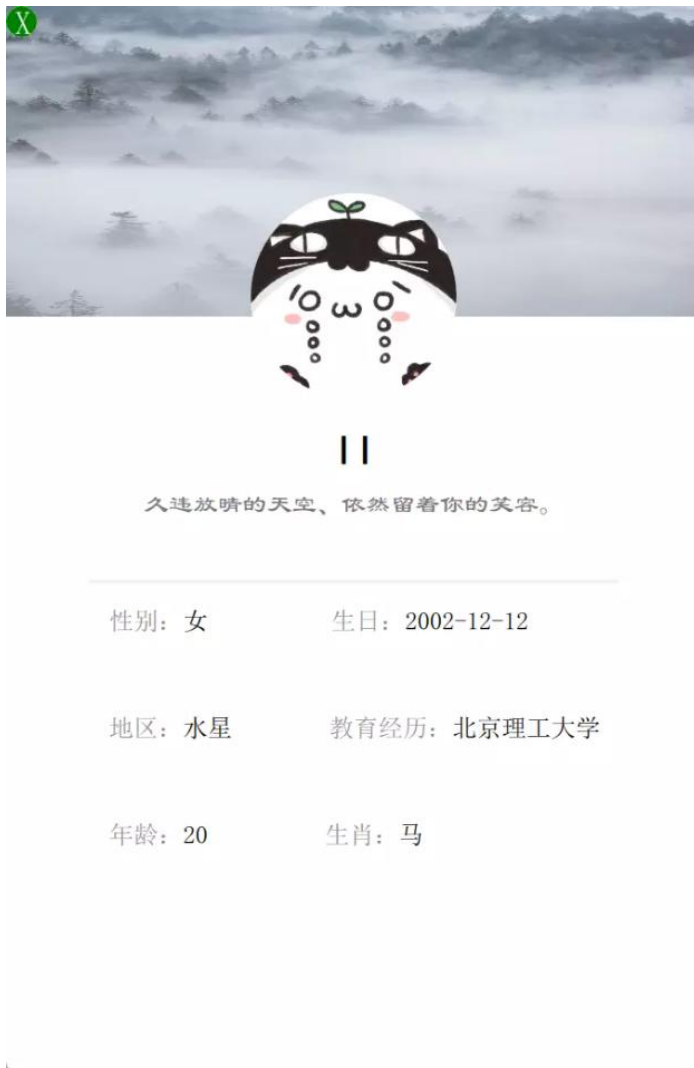 X
ll
久违放晴的天空、依然留着你的笑容。
性别：女 生日：2002-12-12
地区：水星 教育经历：北京理工大学
年龄：20 生肖：马